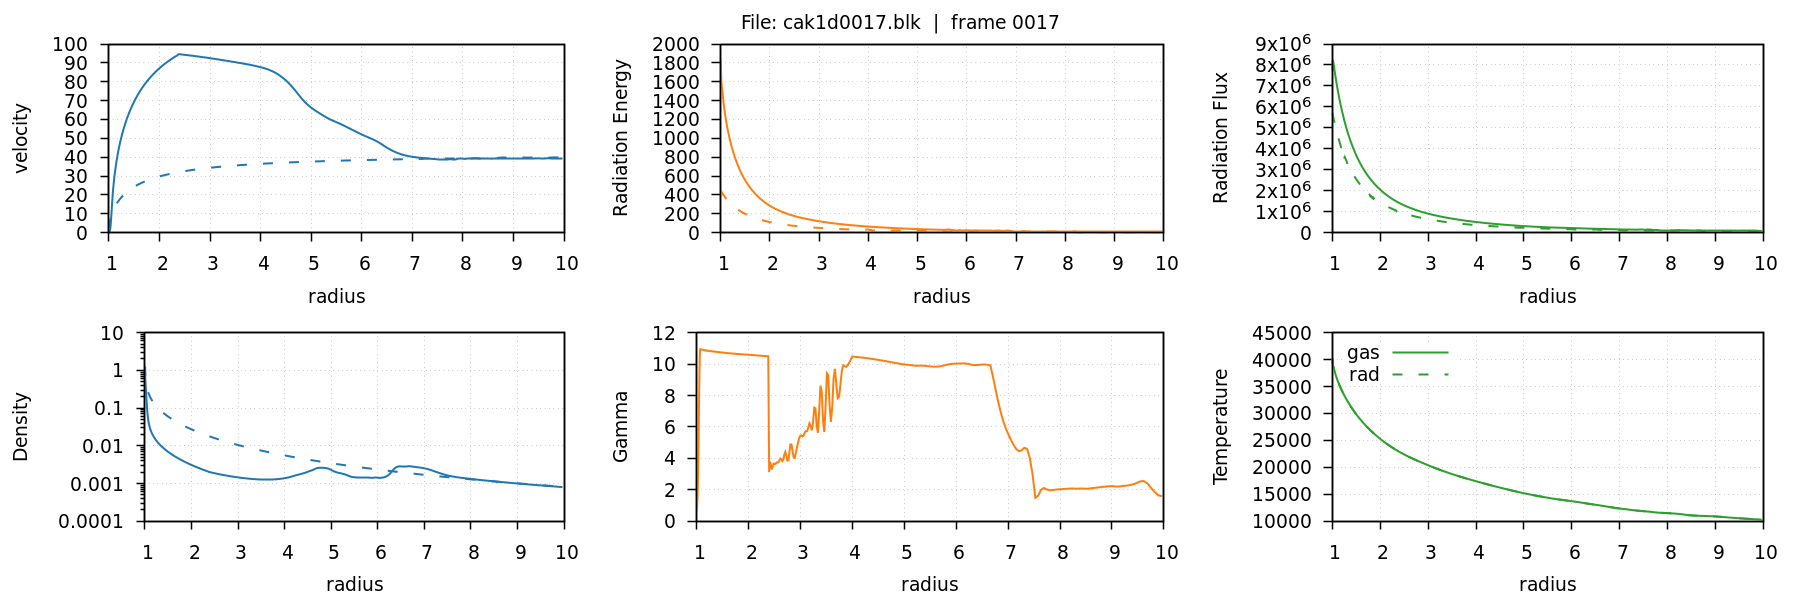 File: cak1d0017.blk | frame 0017
velocity
100
90
80
70
60
50
40
30
20
10
0
1 2 3 4 5 6 7 8 9 10
radius
Radiation Energy
2000
1800
1600
1400
1200
1000
800
600
400
200
0
1 2 3 4 5 6 7 8 9 10
radius
Radiation Flux
9x10⁶
8x10⁶
7x10⁶
6x10⁶
5x10⁶
4x10⁶
3x10⁶
2x10⁶
1x10⁶
0
1 2 3 4 5 6 7 8 9 10
radius
Density
10
1
0.1
0.01
0.001
0.0001
1 2 3 4 5 6 7 8 9 10
radius
Gamma
12
10
8
6
4
2
0
1 2 3 4 5 6 7 8 9 10
radius
Temperature
45000
40000
35000
30000
25000
20000
15000
10000
gas
rad
1 2 3 4 5 6 7 8 9 10
radius